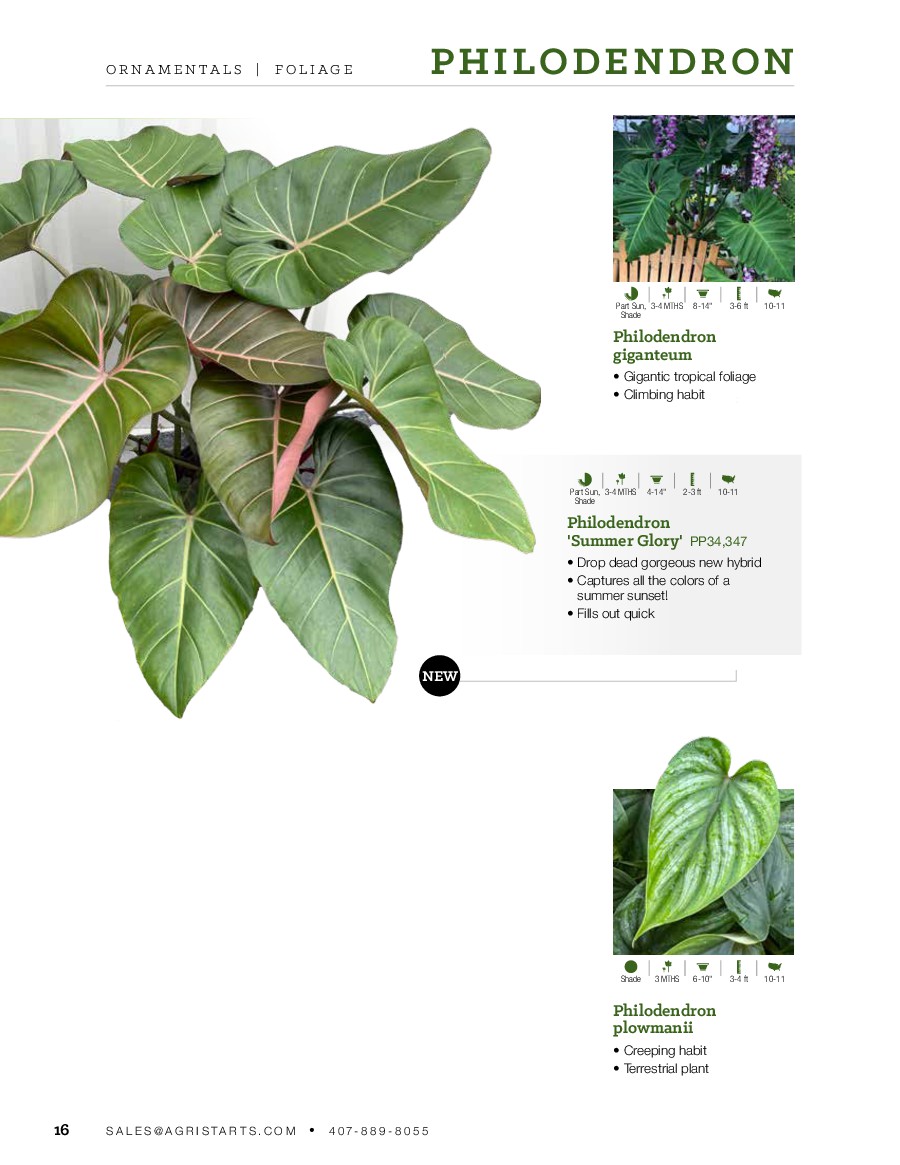 ORNAMENTALS | FOLIAGE
PHILODENDRON
Part Sun, Shade 3-4 MTHS 8-14" 3-6 ft 10-11
Philodendron
giganteum
• Gigantic tropical foliage
• Climbing habit
Part Sun, Shade 3-4 MTHS 4-14" 2-3 ft 10-11
Philodendron
'Summer Glory' PP34,347
• Drop dead gorgeous new hybrid
• Captures all the colors of a
summer sunset!
• Fills out quick
NEW
Shade 3 MTHS 6-10" 3-4 ft 10-11
Philodendron
plowmanii
• Creeping habit
• Terrestrial plant
16 SALES@AGRISTARTS.COM • 407-889-8055